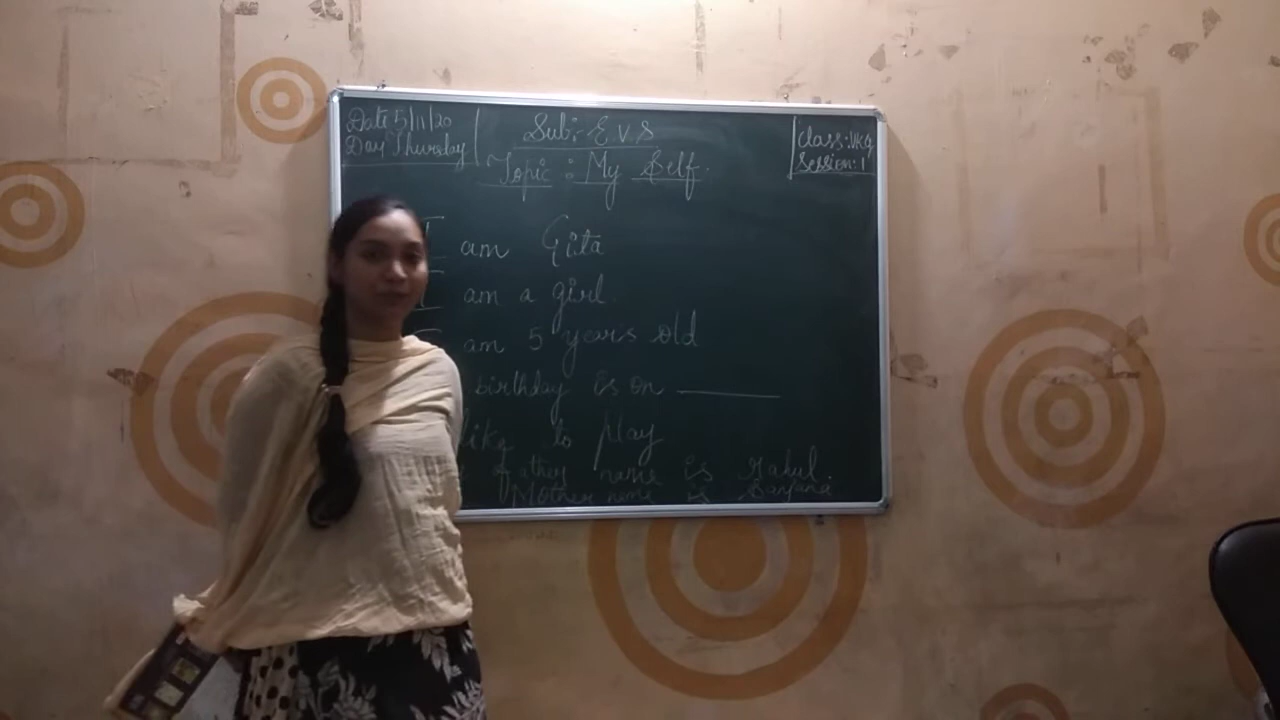 Date 5/11/20
Day Thursday
Sub:- E.V.S
Topic : My Self.
Class: UKG
Session: 1
I am Gita
I am a girl.
I am 5 years old
birthday is on
like to play
father name is Rahul.
Mother name is Sanjana